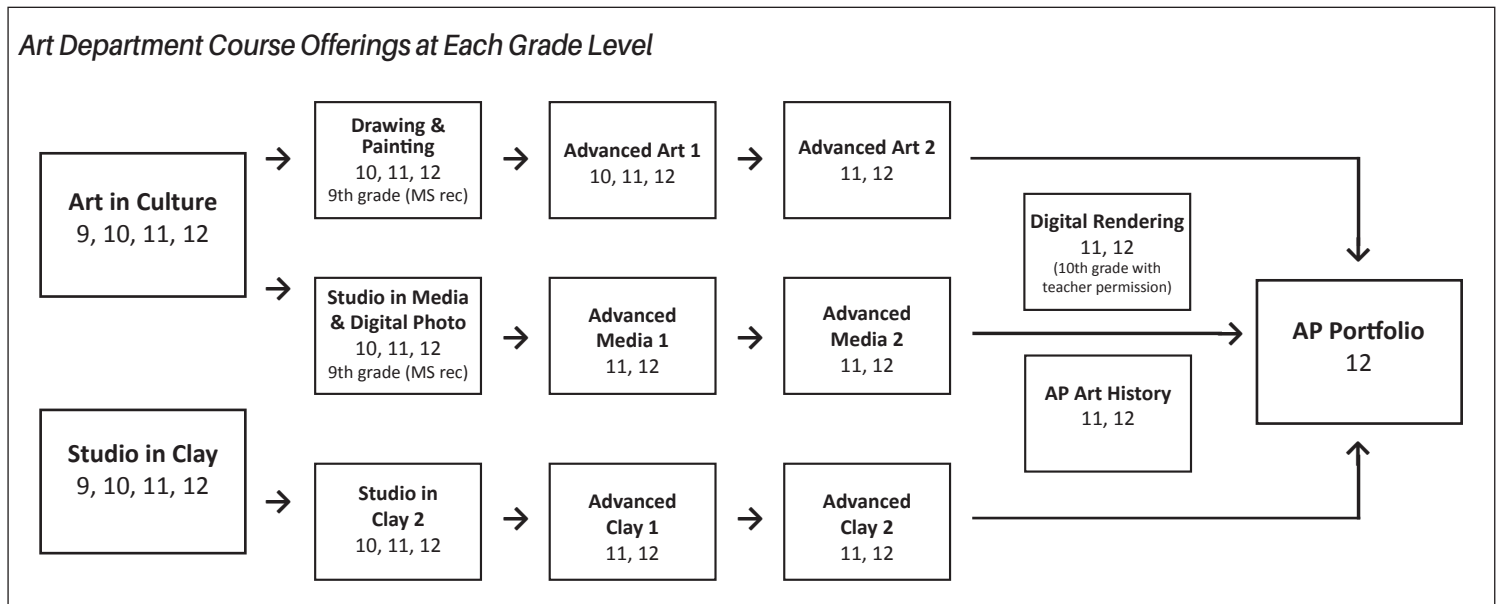 Art Department Course Offerings at Each Grade Level
Art in Culture
9, 10, 11, 12
Drawing &
Painting
10, 11, 12
9th grade (MS rec)
Advanced Art 1
10, 11, 12
Advanced Art 2
11, 12
Studio in Media
& Digital Photo
10, 11, 12
9th grade (MS rec)
Advanced
Media 1
11, 12
Advanced
Media 2
11, 12
Digital Rendering
11, 12
(10th grade with
teacher permission)
AP Art History
11, 12
AP Portfolio
12
Studio in Clay
9, 10, 11, 12
Studio in
Clay 2
10, 11, 12
Advanced
Clay 1
11, 12
Advanced
Clay 2
11, 12